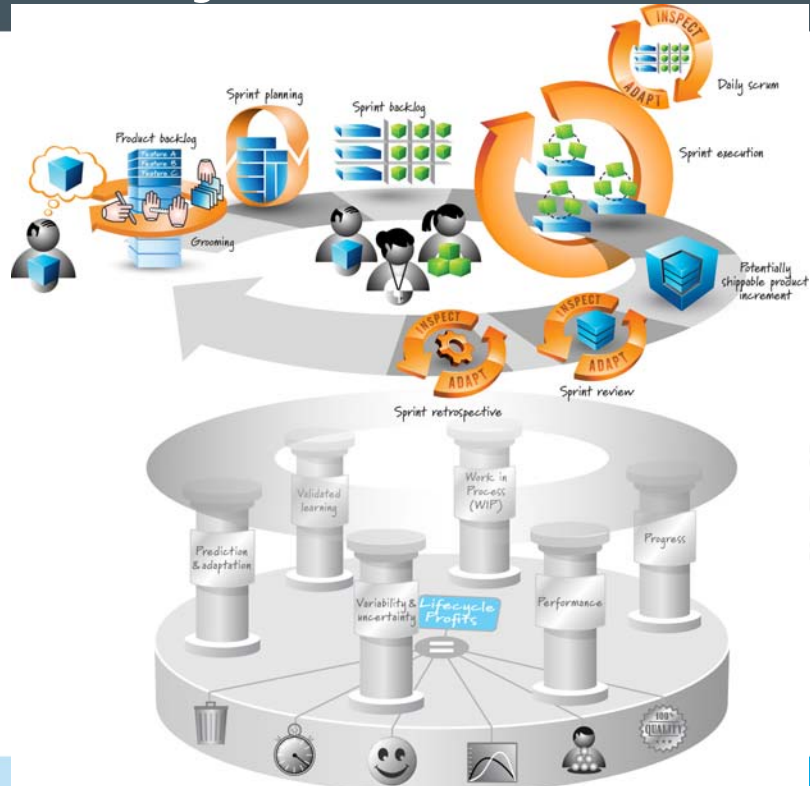 INSPECT
ADAPT
Daily scrum
Sprint planning
Sprint backlog
Product backlog
Feature A
Feature B
Feature C
Sprint execution
Grooming
Potentially
shippable product
increment
INSPECT
ADAPT
INSPECT
ADAPT
Sprint review
Sprint retrospective
Work in
Process
(WIP)
Validated
learning
Progress
Prediction
& adaptation
Variability &
uncertainty
Lifecycle
Profits
Performance
=
100%
QUALITY